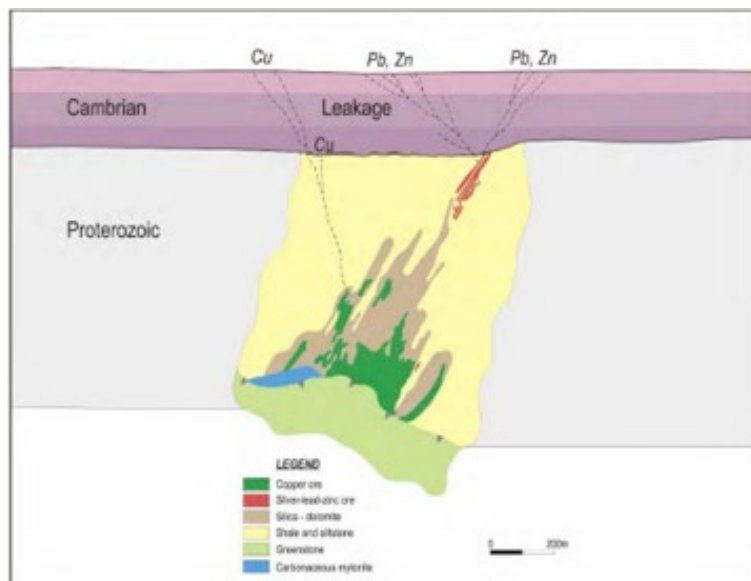 Cu Pb, Zn Pb, Zn
Cambrian Leakage
Cu
Proterozoic
LEGEND
Copper ore
Silver-lead-zinc ore
Silica - dolomite
Shale and siltstone
Greenstone
Carbonaceous mylonite
0 200m